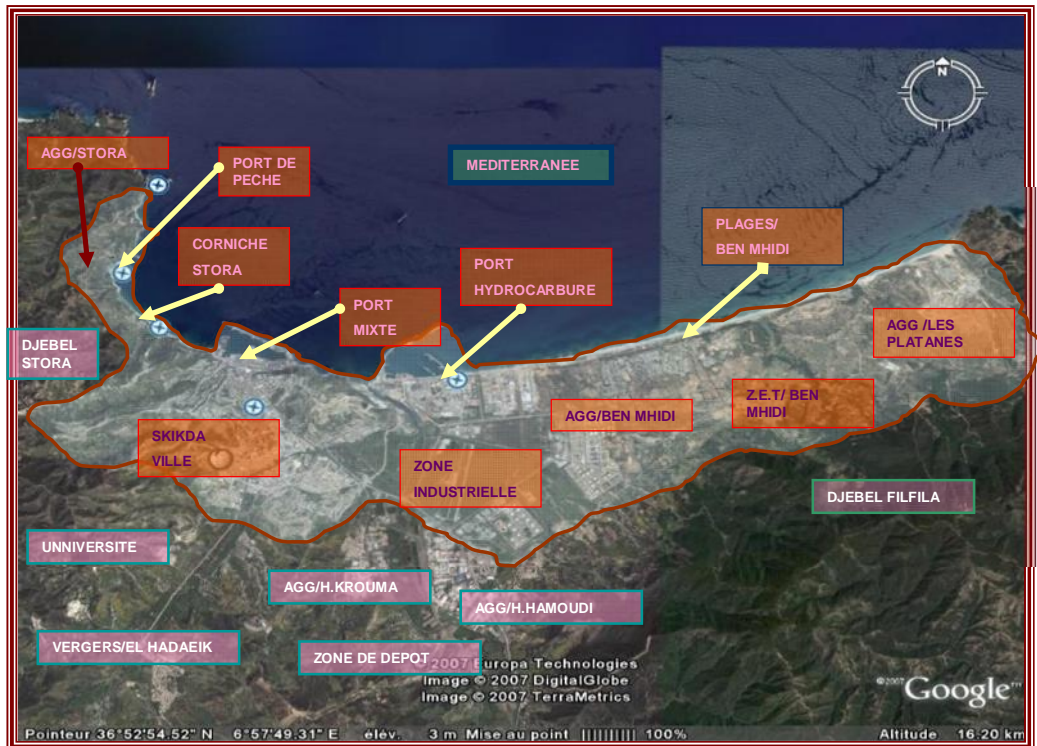 N
AGG/STORA
PORT DE
PECHE
MEDITERRANEE
CORNICHE
STORA
PLAGES/
BEN MHIDI
PORT
HYDROCARBURE
PORT
MIXTE
AGG /LES
PLATANES
DJEBEL
STORA
Z.E.T/ BEN
MHIDI
AGG/BEN MHIDI
SKIKDA
VILLE
ZONE
INDUSTRIELLE
DJEBEL FILFILA
UNNIVERSITE
AGG/H.KROUMA
AGG/H.HAMOUDI
VERGERS/EL HADAEIK
ZONE DE DEPOT
2007 Europa Technologies
Image © 2007 DigitalGlobe
Image © 2007 TerraMetrics
©2007 Google™
Pointeur 36°52'54.52" N 6°57'49.31" E élév. 3 m Mise au point |||||||||| 100% Altitude 16.20 km